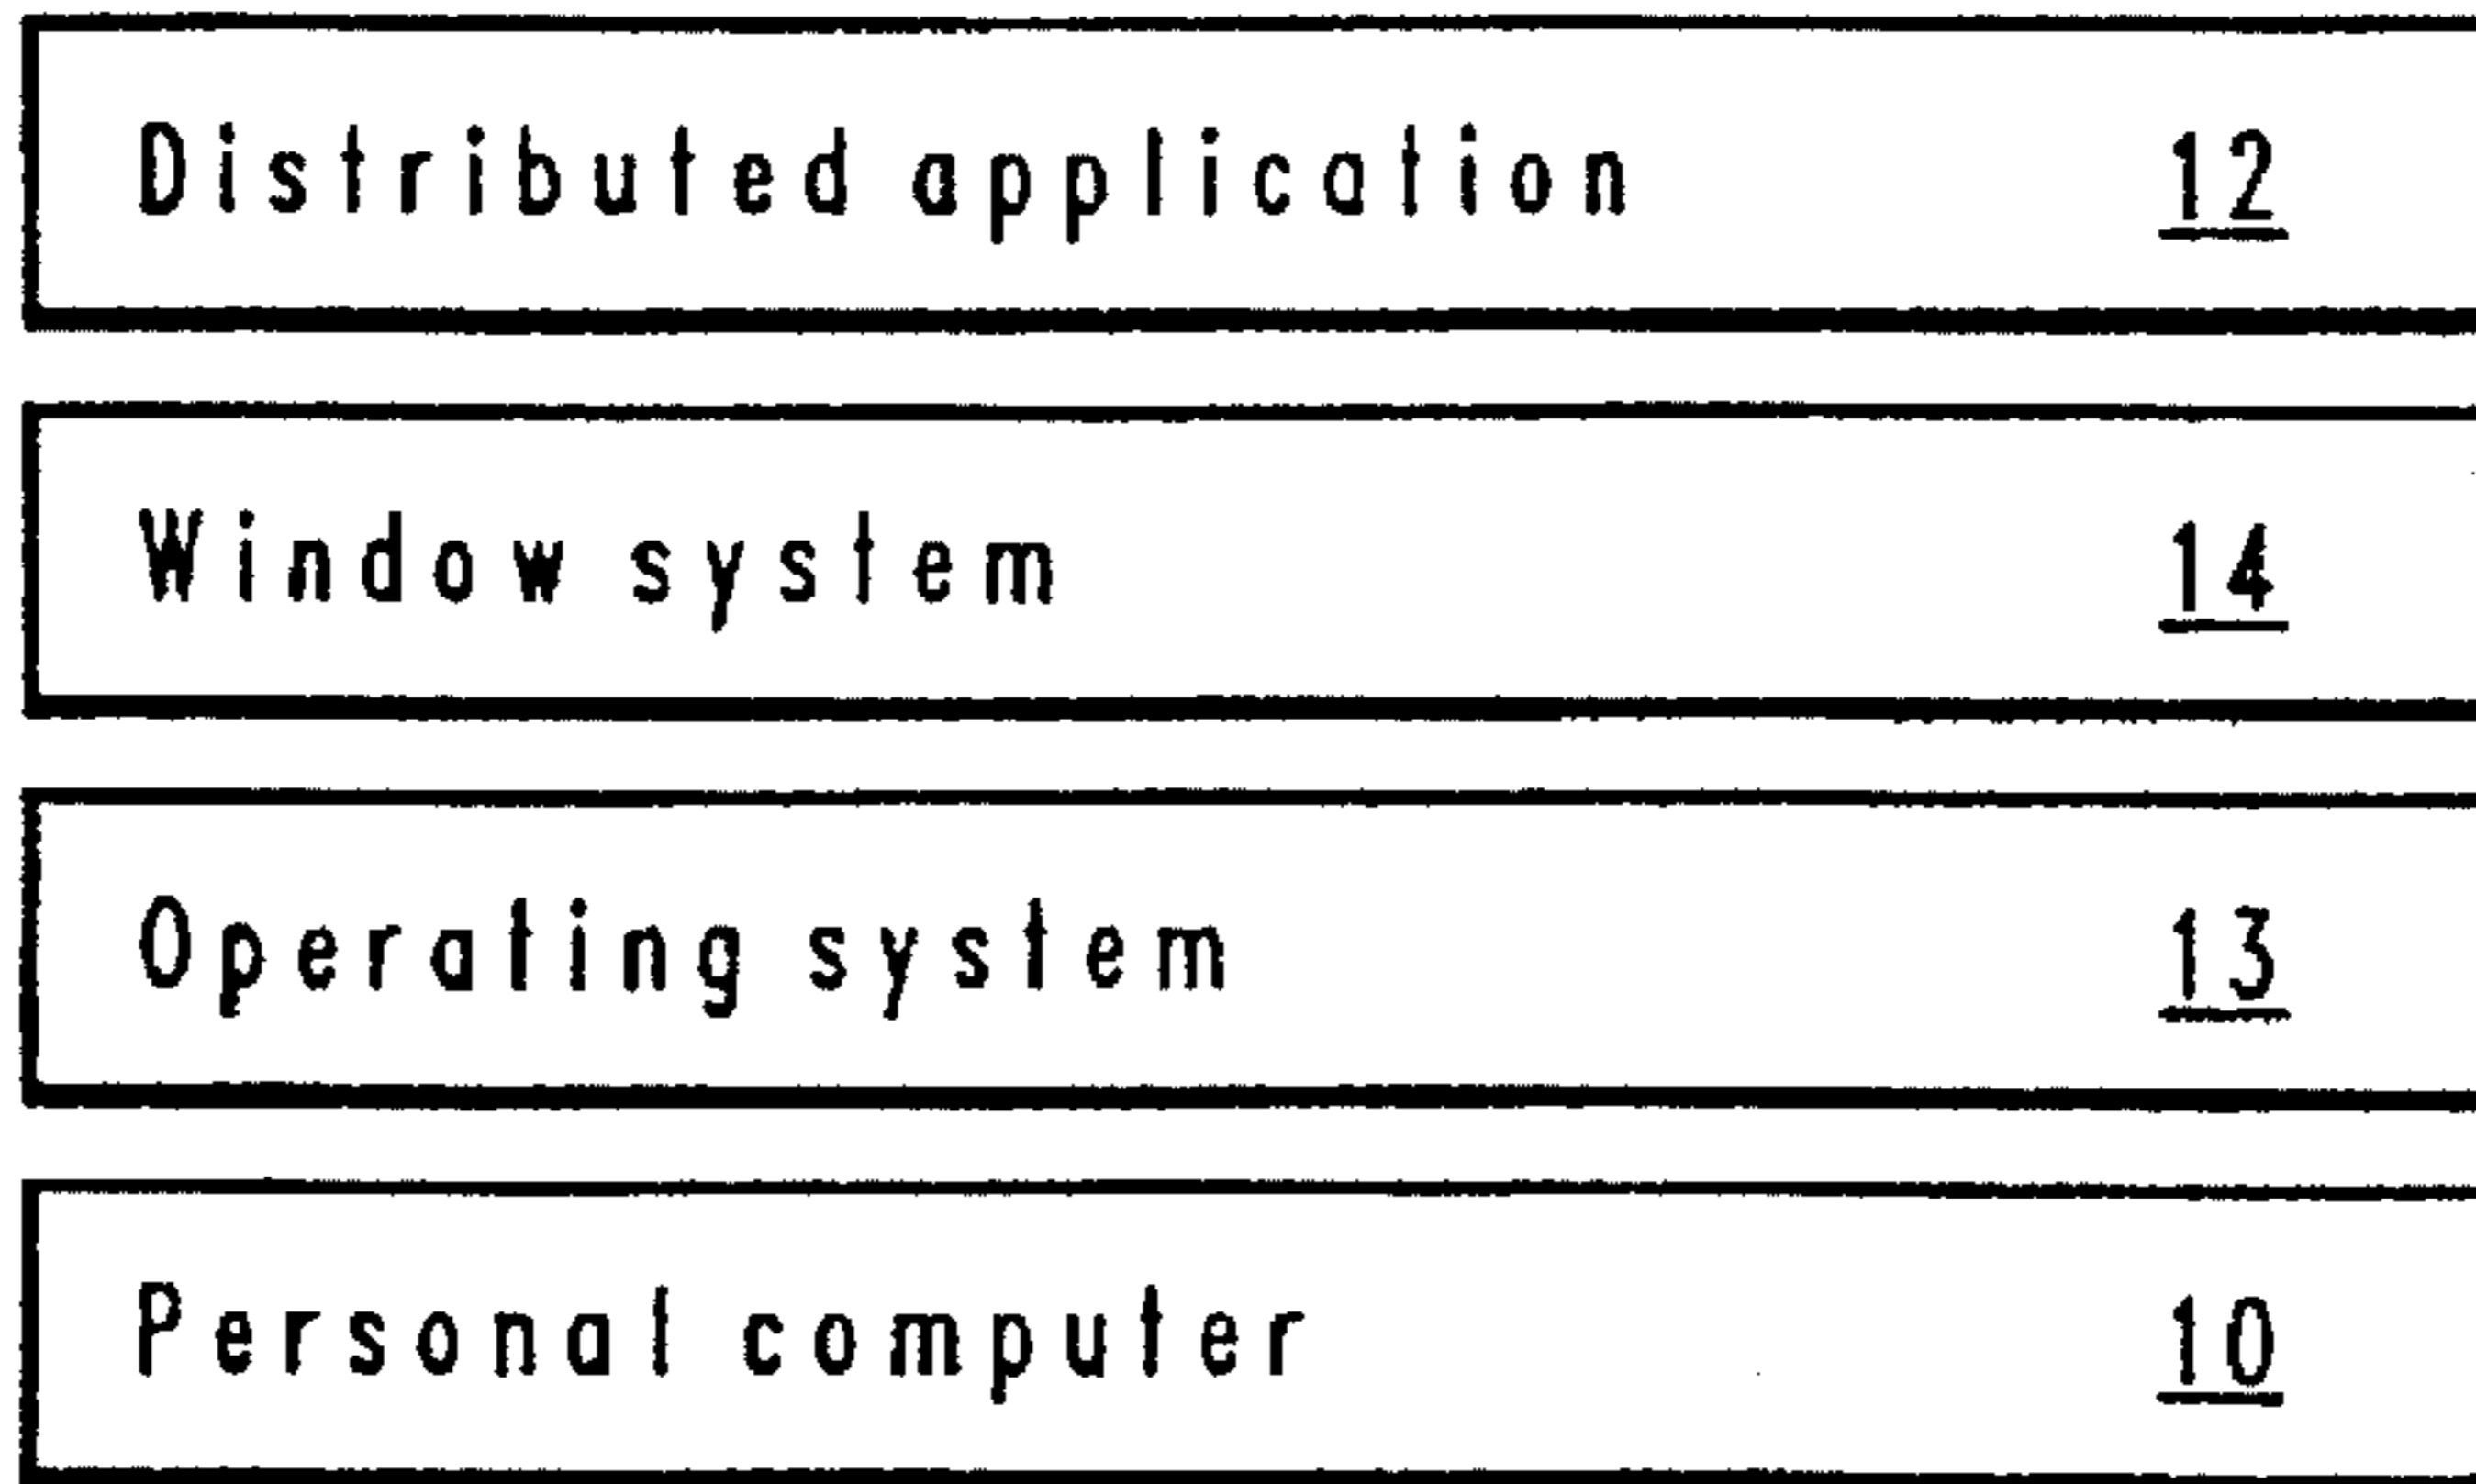 Distributed application 12
Window system 14
Operating system 13
Personal computer 10